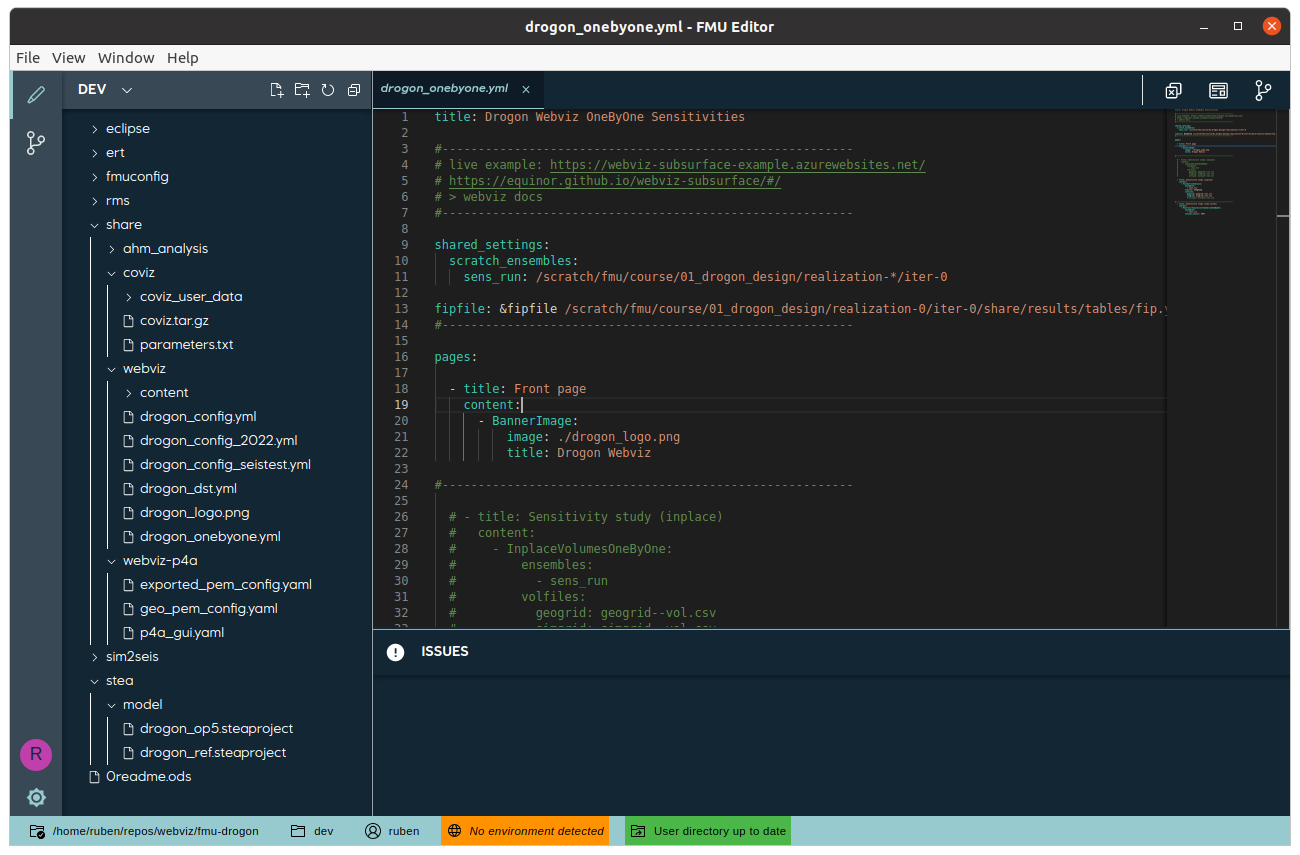 drogon_onebyone.yml - FMU Editor
File View Window Help
DEV
eclipse
ert
fmuconfig
rms
share
ahm_analysis
coviz
coviz_user_data
coviz.tar.gz
parameters.txt
webviz
content
drogon_config.yml
drogon_config_2022.yml
drogon_config_seistest.yml
drogon_dst.yml
drogon_logo.png
drogon_onebyone.yml
webviz-p4a
exported_pem_config.yaml
geo_pem_config.yaml
p4a_gui.yaml
sim2seis
stea
model
drogon_op5.steaproject
drogon_ref.steaproject
0readme.ods
R
drogon_onebyone.yml
1 title: Drogon Webviz OneByOne Sensitivities
2
3 #---------------------------------------------------------
4 # live example: https://webviz-subsurface-example.azurewebsites.net/
5 # https://equinor.github.io/webviz-subsurface/#/
6 # > webviz docs
7 #---------------------------------------------------------
8
9 shared_settings:
10 scratch_ensembles:
11 sens_run: /scratch/fmu/course/01_drogon_design/realization-*/iter-0
12
13 fipfile: &fipfile /scratch/fmu/course/01_drogon_design/realization-0/iter-0/share/results/tables/fip.y
14 #---------------------------------------------------------
15
16 pages:
17
18 - title: Front page
19 content:
20 - BannerImage:
21 image: ./drogon_logo.png
22 title: Drogon Webviz
23
24 #---------------------------------------------------------
25
26 # - title: Sensitivity study (inplace)
27 # content:
28 # - InplaceVolumesOneByOne:
29 # ensembles:
30 # - sens_run
31 # volfiles:
32 # geogrid: geogrid--vol.csv
ISSUES
/home/ruben/repos/webviz/fmu-drogon dev ruben No environment detected User directory up to date